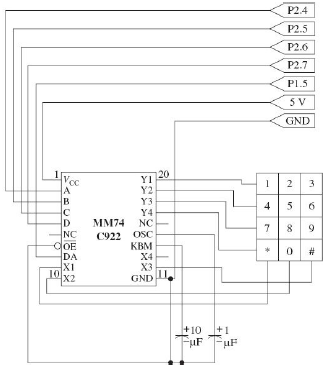 P2.4
P2.5
P2.6
P2.7
P1.5
5 V
GND
1 20
VCC Y1
A Y2
B Y3
C Y4
D NC
NC OSC
OE KBM
DA X4
X1 X3
X2 GND
10 11
MM74
C922
1 2 3
4 5 6
7 8 9
* 0 #
+10
−μF
+1
−μF